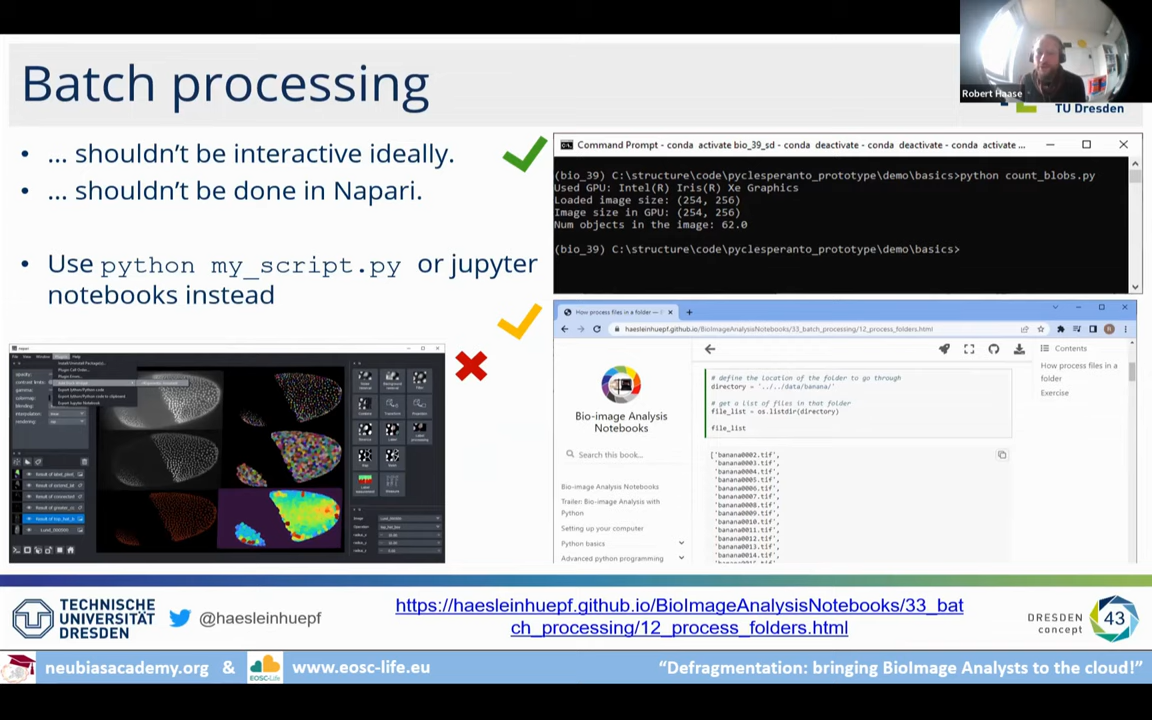 Batch processing
Robert Haase
TU Dresden
• ... shouldn't be interactive ideally.
• ... shouldn't be done in Napari.
• Use python my_script.py or jupyter
notebooks instead
Command Prompt - conda activate bio_39_sd - conda deactivate - conda deactivate - conda activate ...
(bio_39) C:\structure\code\pyclesperanto_prototype\demo\basics>python count_blobs.py
Used GPU: Intel(R) Iris(R) Xe Graphics
Loaded image size: (254, 256)
Image size in GPU: (254, 256)
Num objects in the image: 62.0
(bio_39) C:\structure\code\pyclesperanto_prototype\demo\basics>
How process files in a folder —
haesleinhuepf.github.io/BioImageAnalysisNotebooks/33_batch_processing/12_process_folders.html
Bio-image Analysis
Notebooks
Search this book...
Bio-image Analysis Notebooks
Trailer: Bio-image Analysis with
Python
Setting up your computer
Python basics
Advanced python programming
# define the location of the folder to go through
directory = '../../data/banana/'
# get a list of files in that folder
file_list = os.listdir(directory)
file_list
['banana0002.tif',
'banana0003.tif',
'banana0004.tif',
'banana0005.tif',
'banana0006.tif',
'banana0007.tif',
'banana0008.tif',
'banana0009.tif',
'banana0010.tif',
'banana0011.tif',
'banana0012.tif',
'banana0013.tif',
'banana0014.tif',
Contents
How process files in a
folder
Exercise
TECHNISCHE
UNIVERSITÄT
DRESDEN
@haesleinhuepf
https://haesleinhuepf.github.io/BioImageAnalysisNotebooks/33_bat
ch_processing/12_process_folders.html
DRESDEN
concept
43
neubiasacademy.org & EOSC-Life www.eosc-life.eu
“Defragmentation: bringing BioImage Analysts to the cloud!”